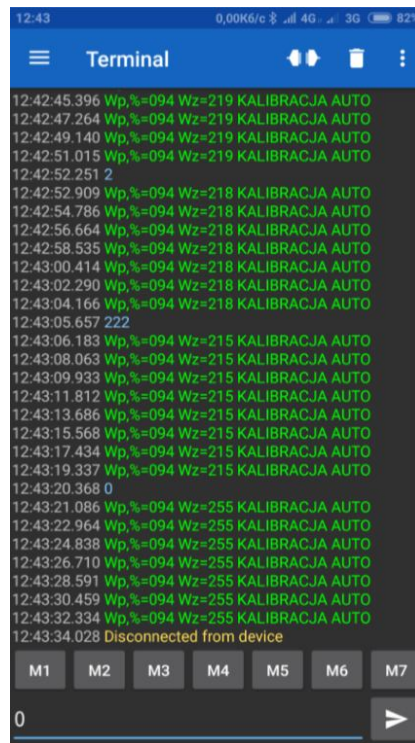 12:43 0,00K6/c 4G 3G 82%
Terminal
12:42:45.396 Wp,%=094 Wz=219 KALIBRACJA AUTO
12:42:47.264 Wp,%=094 Wz=219 KALIBRACJA AUTO
12:42:49.140 Wp,%=094 Wz=219 KALIBRACJA AUTO
12:42:51.015 Wp,%=094 Wz=219 KALIBRACJA AUTO
12:42:52.251 2
12:42:52.909 Wp,%=094 Wz=218 KALIBRACJA AUTO
12:42:54.786 Wp,%=094 Wz=218 KALIBRACJA AUTO
12:42:56.664 Wp,%=094 Wz=218 KALIBRACJA AUTO
12:42:58.535 Wp,%=094 Wz=218 KALIBRACJA AUTO
12:43:00.414 Wp,%=094 Wz=218 KALIBRACJA AUTO
12:43:02.290 Wp,%=094 Wz=218 KALIBRACJA AUTO
12:43:04.166 Wp,%=094 Wz=218 KALIBRACJA AUTO
12:43:05.657 222
12:43:06.183 Wp,%=094 Wz=215 KALIBRACJA AUTO
12:43:08.063 Wp,%=094 Wz=215 KALIBRACJA AUTO
12:43:09.933 Wp,%=094 Wz=215 KALIBRACJA AUTO
12:43:11.812 Wp,%=094 Wz=215 KALIBRACJA AUTO
12:43:13.686 Wp,%=094 Wz=215 KALIBRACJA AUTO
12:43:15.568 Wp,%=094 Wz=215 KALIBRACJA AUTO
12:43:17.434 Wp,%=094 Wz=215 KALIBRACJA AUTO
12:43:19.337 Wp,%=094 Wz=215 KALIBRACJA AUTO
12:43:20.368 0
12:43:21.086 Wp,%=094 Wz=255 KALIBRACJA AUTO
12:43:22.964 Wp,%=094 Wz=255 KALIBRACJA AUTO
12:43:24.838 Wp,%=094 Wz=255 KALIBRACJA AUTO
12:43:26.710 Wp,%=094 Wz=255 KALIBRACJA AUTO
12:43:28.591 Wp,%=094 Wz=255 KALIBRACJA AUTO
12:43:30.459 Wp,%=094 Wz=255 KALIBRACJA AUTO
12:43:32.334 Wp,%=094 Wz=255 KALIBRACJA AUTO
12:43:34.028 Disconnected from device
M1 M2 M3 M4 M5 M6 M7
0